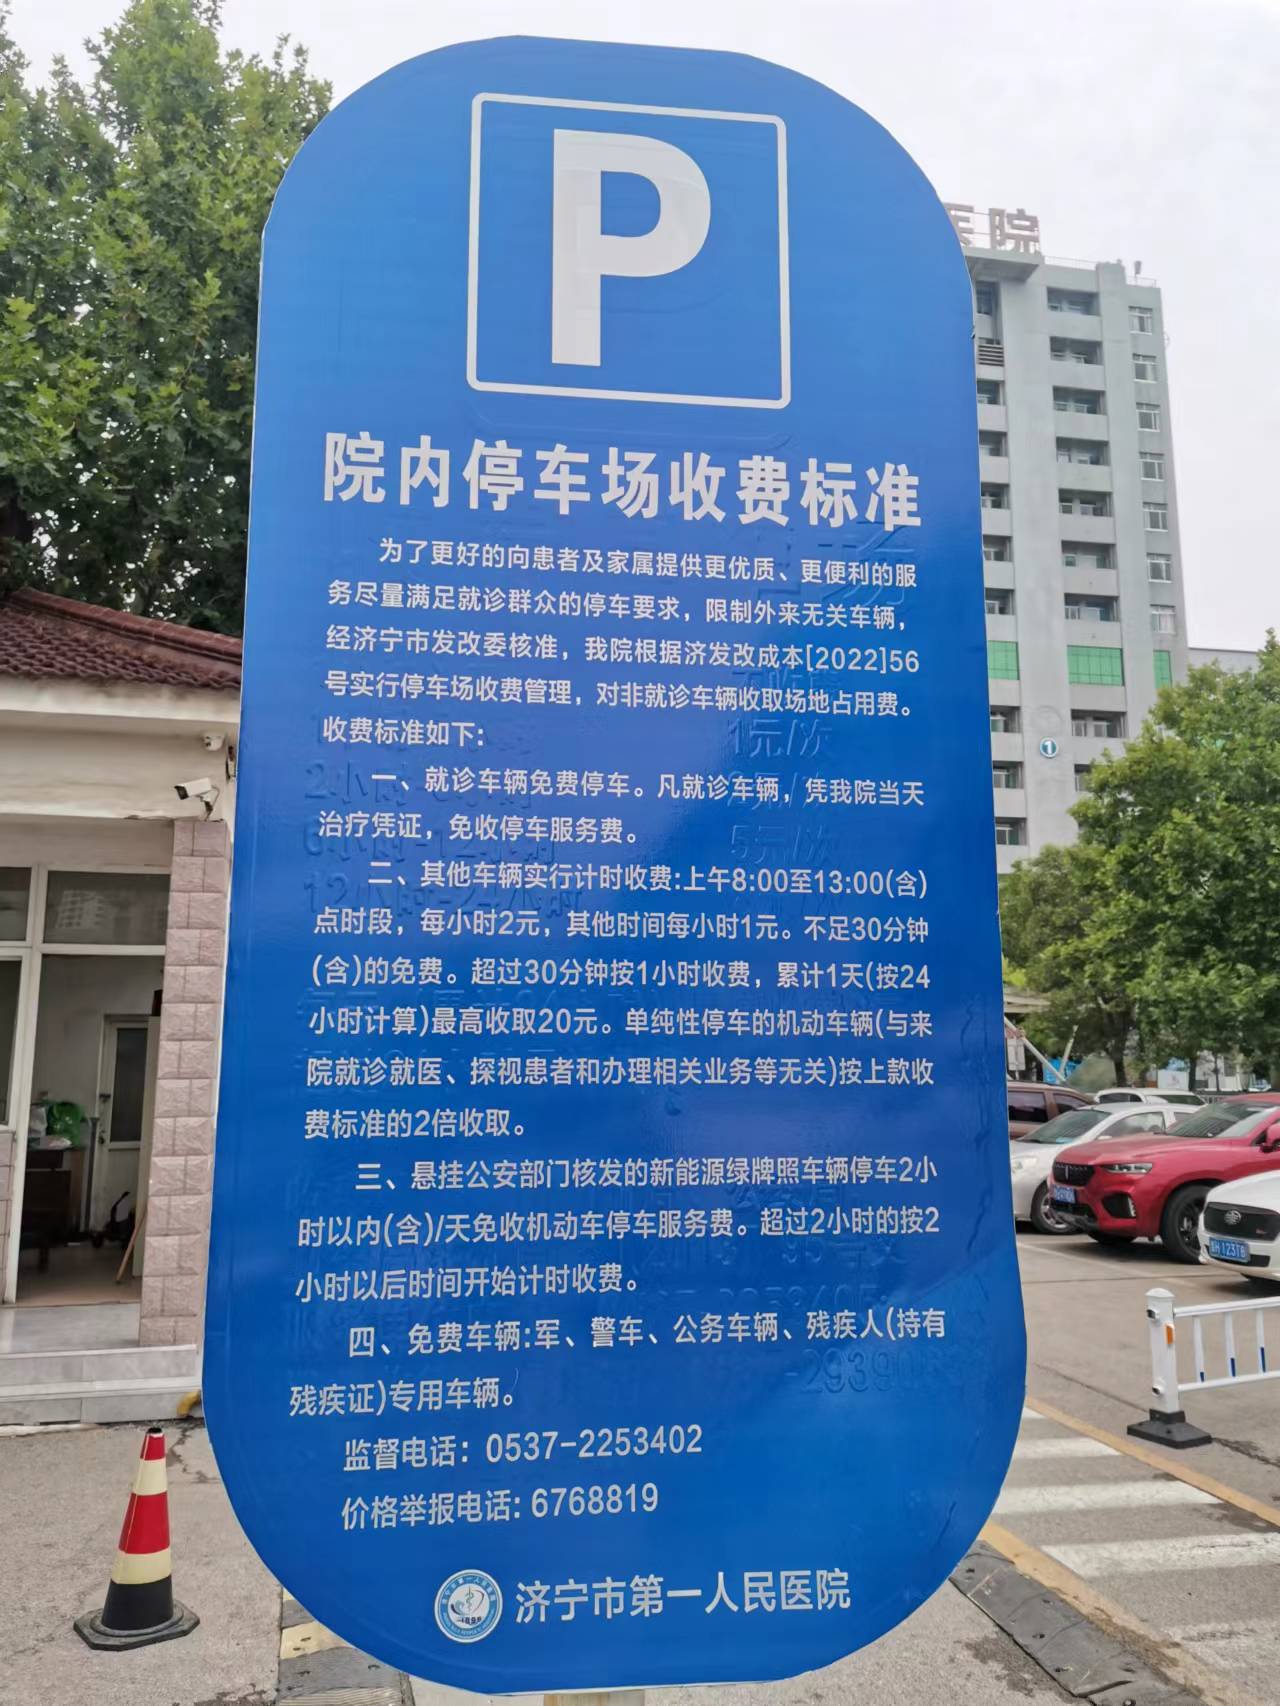 P
院内停车场收费标准
为了更好的向患者及家属提供更优质、更便利的服
务尽量满足就诊群众的停车要求，限制外来无关车辆，
经济宁市发改委核准，我院根据济发改成本[2022]56
号实行停车场收费管理，对非就诊车辆收取场地占用费。
收费标准如下:
一、就诊车辆免费停车。凡就诊车辆，凭我院当天
治疗凭证，免收停车服务费。
二、其他车辆实行计时收费:上午8:00至13:00(含)
点时段，每小时2元，其他时间每小时1元。不足30分钟
(含)的免费。超过30分钟按1小时收费，累计1天(按24
小时计算)最高收取20元。单纯性停车的机动车辆(与来
院就诊就医、探视患者和办理相关业务等无关)按上款收
费标准的2倍收取。
三、悬挂公安部门核发的新能源绿牌照车辆停车2小
时以内(含)/天免收机动车停车服务费。超过2小时的按2
小时以后时间开始计时收费。
四、免费车辆:军、警车、公务车辆、残疾人(持有
残疾证)专用车辆。
监督电话：0537-2253402
价格举报电话:6768819
济宁市第一人民医院
医院
1